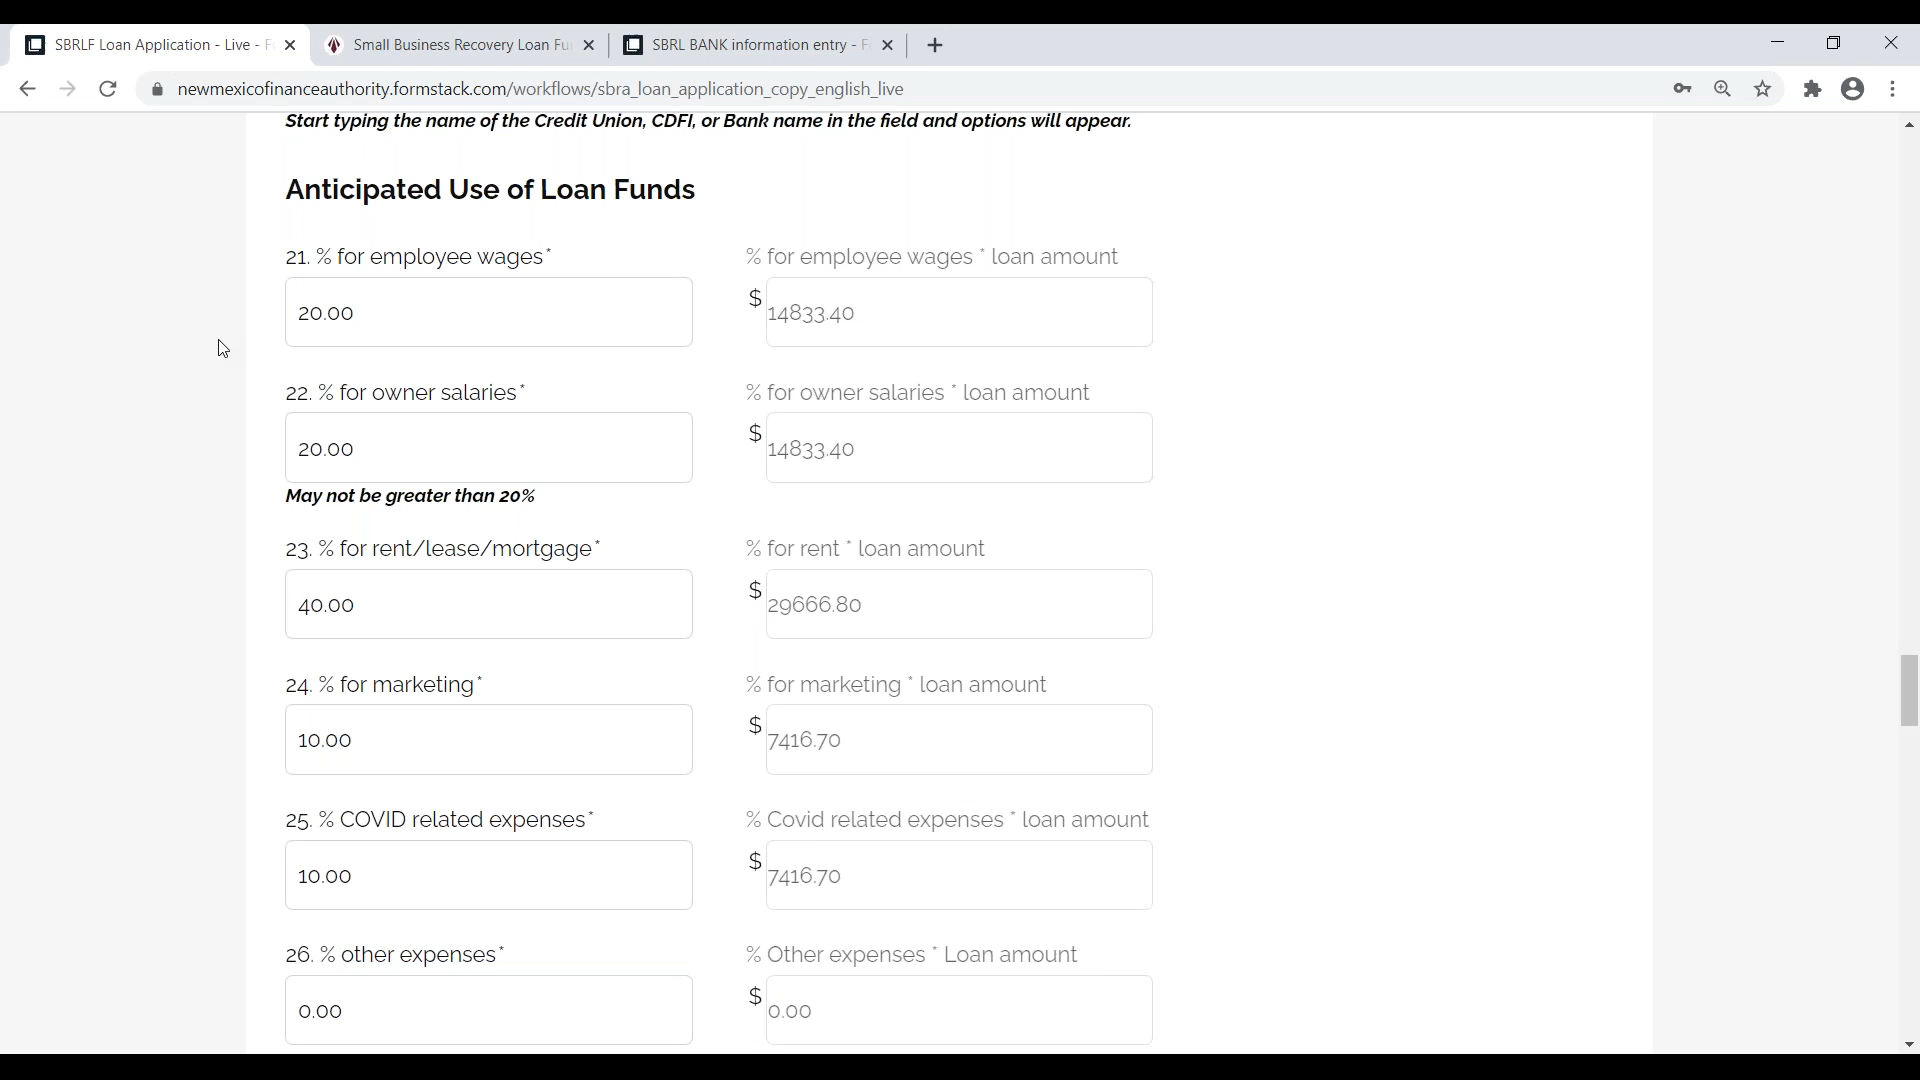 SBRLF Loan Application - Live - F
Small Business Recovery Loan Fu
SBRL BANK information entry - F
newmexicofinanceauthority.formstack.com/workflows/sbra_loan_application_copy_english_live
Start typing the name of the Credit Union, CDFI, or Bank name in the field and options will appear.
Anticipated Use of Loan Funds
21. % for employee wages*
% for employee wages * loan amount
20.00
$ 14833.40
22. % for owner salaries*
% for owner salaries * loan amount
20.00
$ 14833.40
May not be greater than 20%
23. % for rent/lease/mortgage*
% for rent * loan amount
40.00
$ 29666.80
24. % for marketing*
% for marketing * loan amount
10.00
$ 7416.70
25. % COVID related expenses*
% Covid related expenses * loan amount
10.00
$ 7416.70
26. % other expenses*
% Other expenses * Loan amount
0.00
$ 0.00